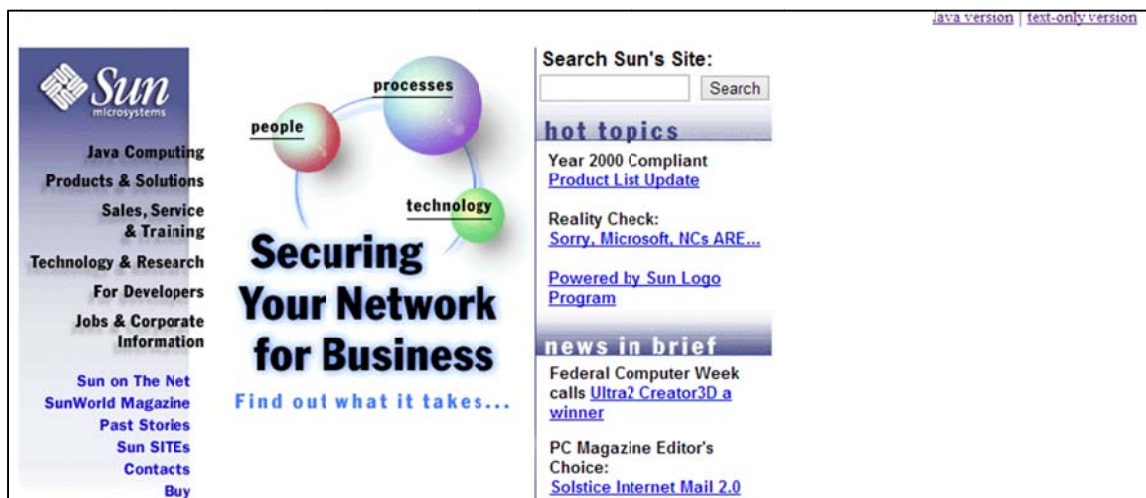 Java version | text-only version
Sun
microsystems
Java Computing
Products & Solutions
Sales, Service
& Training
Technology & Research
For Developers
Jobs & Corporate
Information
Sun on The Net
SunWorld Magazine
Past Stories
Sun SITEs
Contacts
Buy
processes
people
technology
Securing
Your Network
for Business
Find out what it takes...
Search Sun's Site:
Search
hot topics
Year 2000 Compliant
Product List Update
Reality Check:
Sorry, Microsoft, NCs ARE...
Powered by Sun Logo
Program
news in brief
Federal Computer Week
calls Ultra2 Creator3D a
winner
PC Magazine Editor's
Choice:
Solstice Internet Mail 2.0